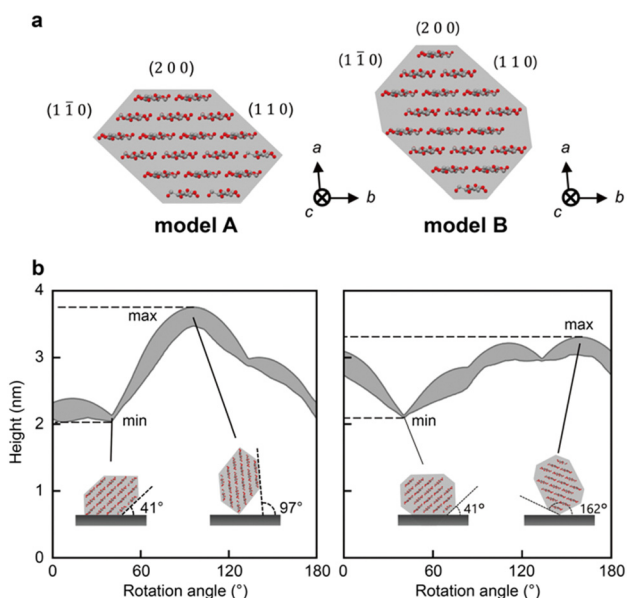 a
(2 0 0)
(1 1̄ 0)
(1 1 0)
a
c
b
model A
(2 0 0)
(1 1̄ 0)
(1 1 0)
a
c
b
model B
b
Height (nm)
4
3
2
1
0
max
min
41°
97°
0
60
120
180
Rotation angle (°)
max
min
41°
162°
0
60
120
180
Rotation angle (°)